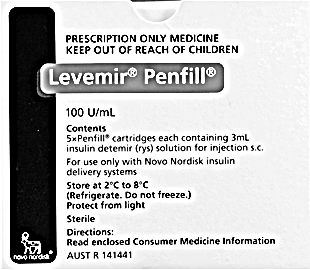 PRESCRIPTION ONLY MEDICINE
KEEP OUT OF REACH OF CHILDREN
Levemir® Penfill®
100 U/mL
Contents
5×Penfill® cartridges each containing 3mL
insulin detemir (rys) solution for injection s.c.
For use only with Novo Nordisk insulin
delivery systems
Store at 2°C to 8°C
(Refrigerate. Do not freeze.)
Protect from light
Sterile
Directions:
Read enclosed Consumer Medicine Information
AUST R 141441
novo nordisk®